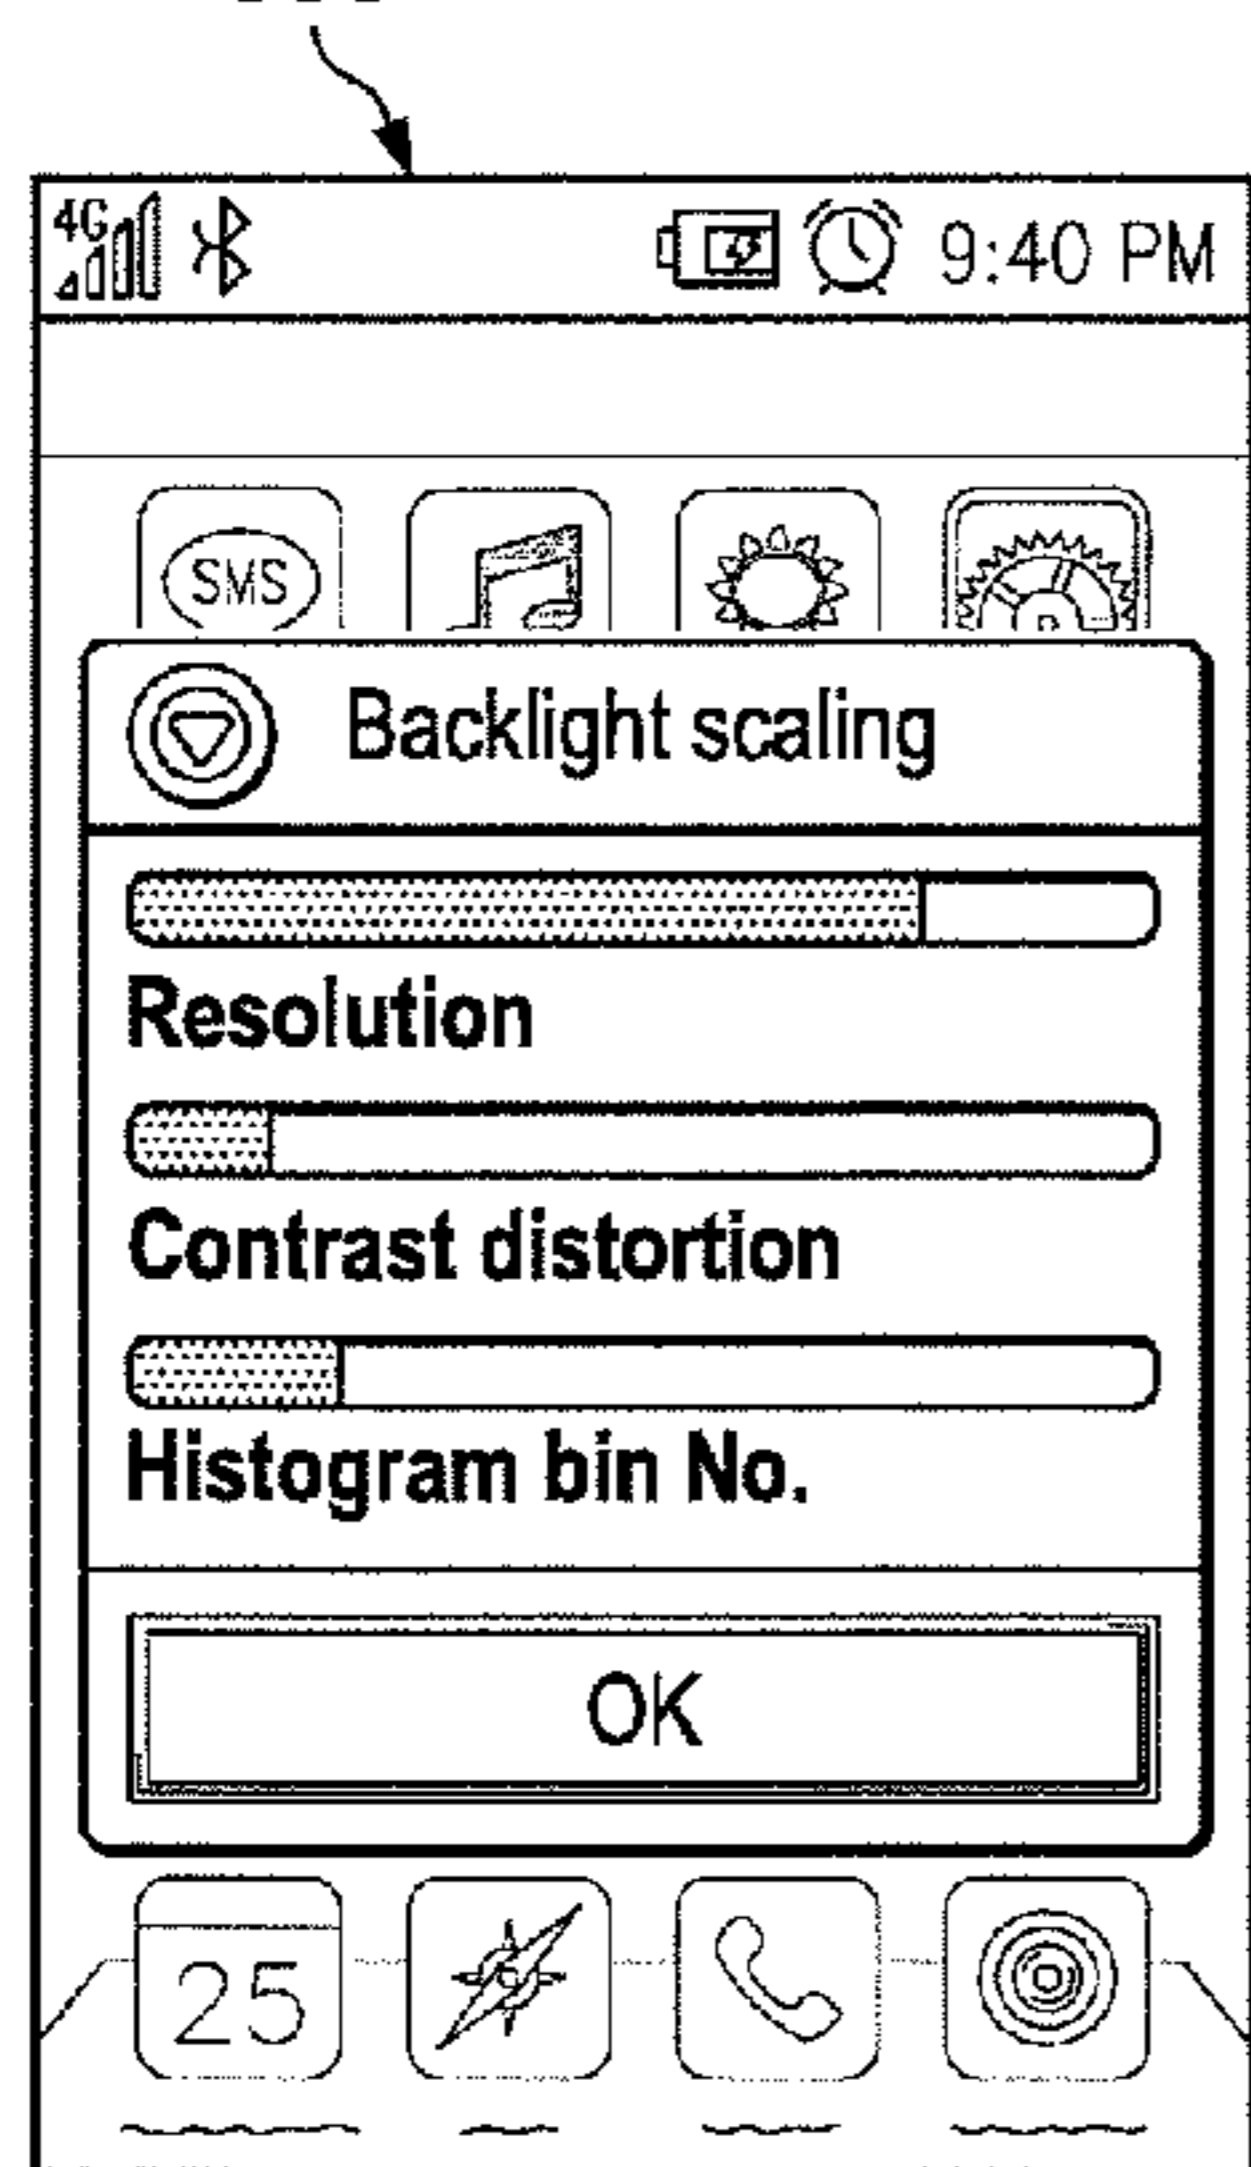 4G 9:40 PM
SMS
Backlight scaling
Resolution
Contrast distortion
Histogram bin No.
OK
25